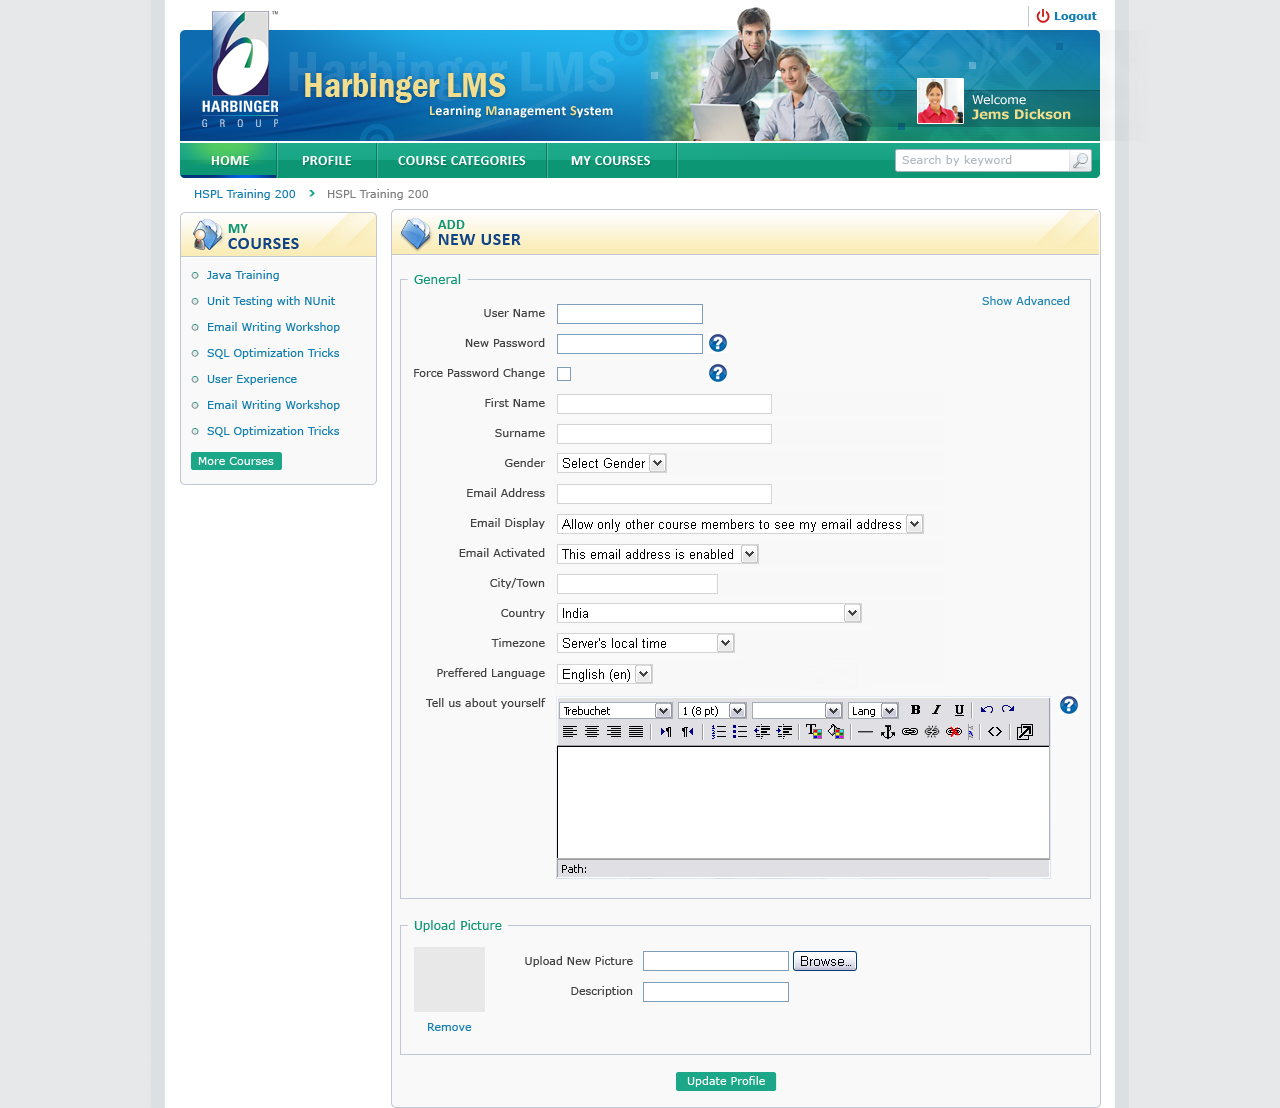 Logout
Harbinger LMS
Harbinger LMS
Learning Management System
HARBINGER
GROUP
™
Welcome
Jems Dickson
HOME
PROFILE
COURSE CATEGORIES
MY COURSES
Search by keyword
HSPL Training 200 > HSPL Training 200
MY
COURSES
Java Training
Unit Testing with NUnit
Email Writing Workshop
SQL Optimization Tricks
User Experience
Email Writing Workshop
SQL Optimization Tricks
More Courses
ADD
NEW USER
General
Show Advanced
User Name
New Password ?
Force Password Change ?
First Name
Surname
Gender Select Gender
Email Address
Email Display Allow only other course members to see my email address
Email Activated This email address is enabled
City/Town
Country India
Timezone Server's local time
Preffered Language English (en)
Tell us about yourself ?
Trebuchet 1 (8 pt) Lang B I U
Path:
Upload Picture
Upload New Picture Browse...
Description
Remove
Update Profile